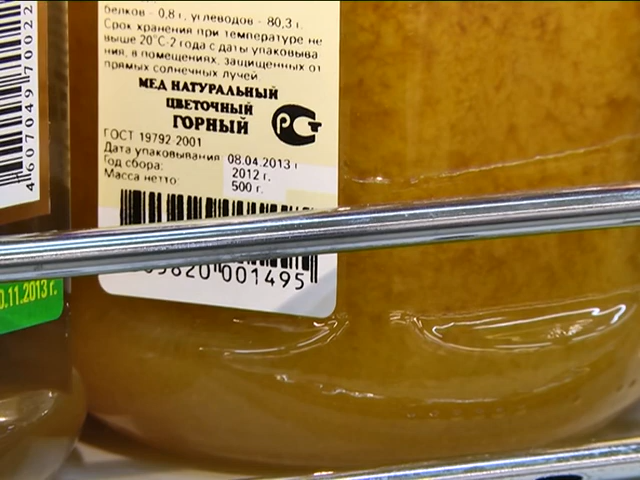 белков - 0,8 г, углеводов - 80,3 г.
Срок хранения при температуре не
выше 20°С-2 года с даты упаковыва
ния, в помещениях, защищенных от
прямых солнечных лучей
МЕД НАТУРАЛЬНЫЙ
ЦВЕТОЧНЫЙ
ГОРНЫЙ
РСТ
ГОСТ 19792-2001
Дата упаковывания 08.04.2013 г
Год сбора: 2012 г.
Масса нетто: 500 г.
001495
4 607049 70022
0.11.2013 г.